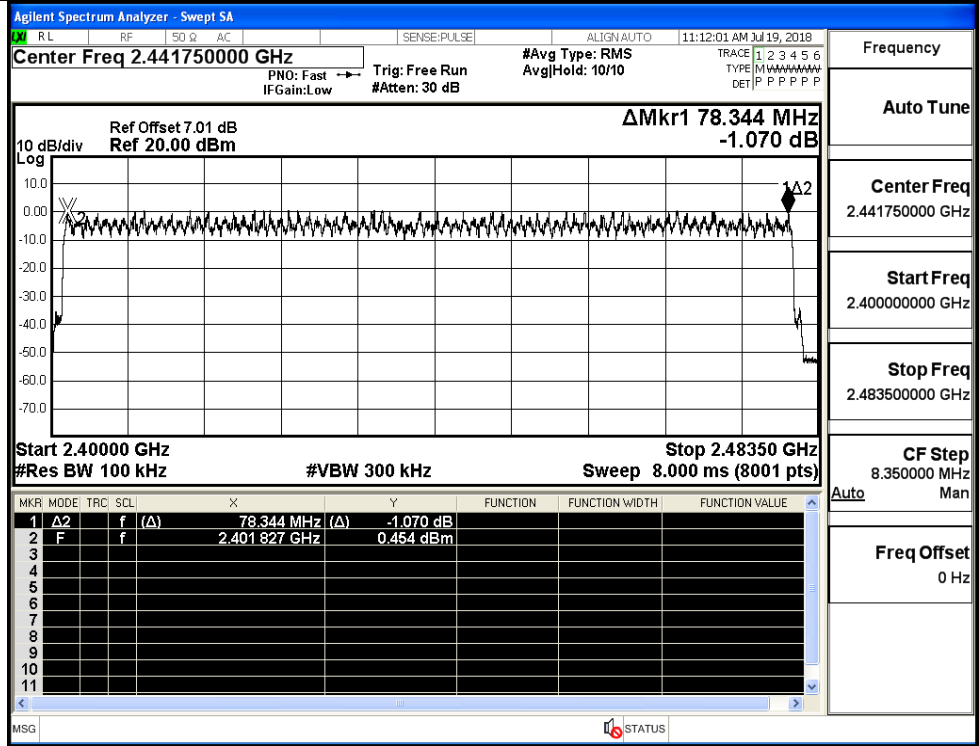 Agilent Spectrum Analyzer - Swept SA
LXI RL RF 50 Ω AC SENSE:PULSE ALIGN AUTO 11:12:01 AM Jul 19, 2018
Center Freq 2.441750000 GHz
PNO: Fast
IFGain:Low
Trig: Free Run
#Atten: 30 dB
#Avg Type: RMS
Avg|Hold: 10/10
TRACE 1 2 3 4 5 6
TYPE M WWWWW
DET P P P P P P
Ref Offset 7.01 dB
10 dB/div Ref 20.00 dBm
Log
ΔMkr1 78.344 MHz
-1.070 dB
10.0
0.00
-10.0
-20.0
-30.0
-40.0
-50.0
-60.0
-70.0
2
1Δ2
Start 2.40000 GHz Stop 2.48350 GHz
#Res BW 100 kHz #VBW 300 kHz Sweep 8.000 ms (8001 pts)
MKR MODE TRC SCL X Y FUNCTION FUNCTION WIDTH FUNCTION VALUE
1 Δ2 f (Δ) 78.344 MHz (Δ) -1.070 dB
2 F f 2.401 827 GHz 0.454 dBm
3
4
5
6
7
8
9
10
11
MSG STATUS
Frequency
Auto Tune
Center Freq
2.441750000 GHz
Start Freq
2.400000000 GHz
Stop Freq
2.483500000 GHz
CF Step
8.350000 MHz
Auto Man
Freq Offset
0 Hz